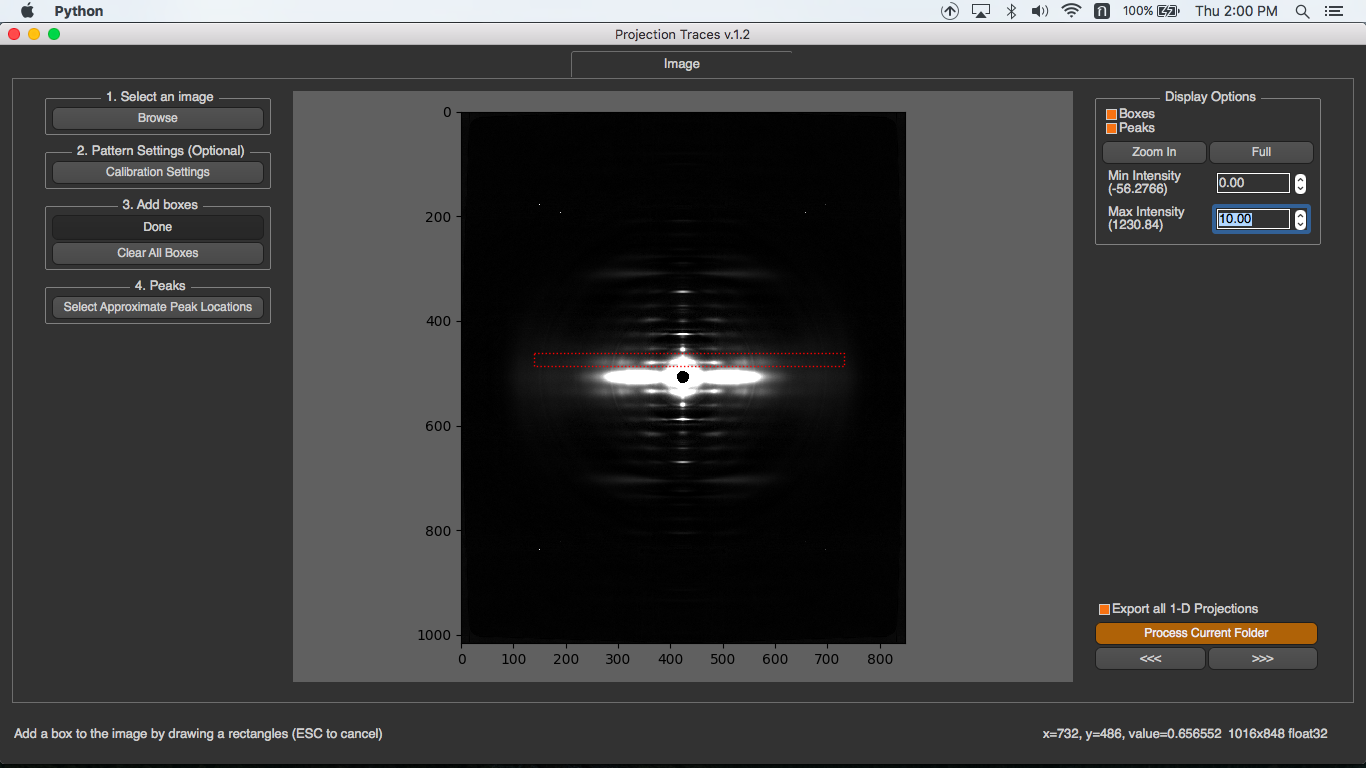 Python
100%
Thu 2:00 PM
Projection Traces v.1.2
Image
1. Select an image
Browse
2. Pattern Settings (Optional)
Calibration Settings
3. Add boxes
Done
Clear All Boxes
4. Peaks
Select Approximate Peak Locations
0
200
400
600
800
1000
0 100 200 300 400 500 600 700 800
Display Options
Boxes
Peaks
Zoom In
Full
Min Intensity
(-56.2766)
0.00
Max Intensity
(1230.84)
10.00
Export all 1-D Projections
Process Current Folder
<<<
>>>
Add a box to the image by drawing a rectangles (ESC to cancel)
x=732, y=486, value=0.656552 1016x848 float32